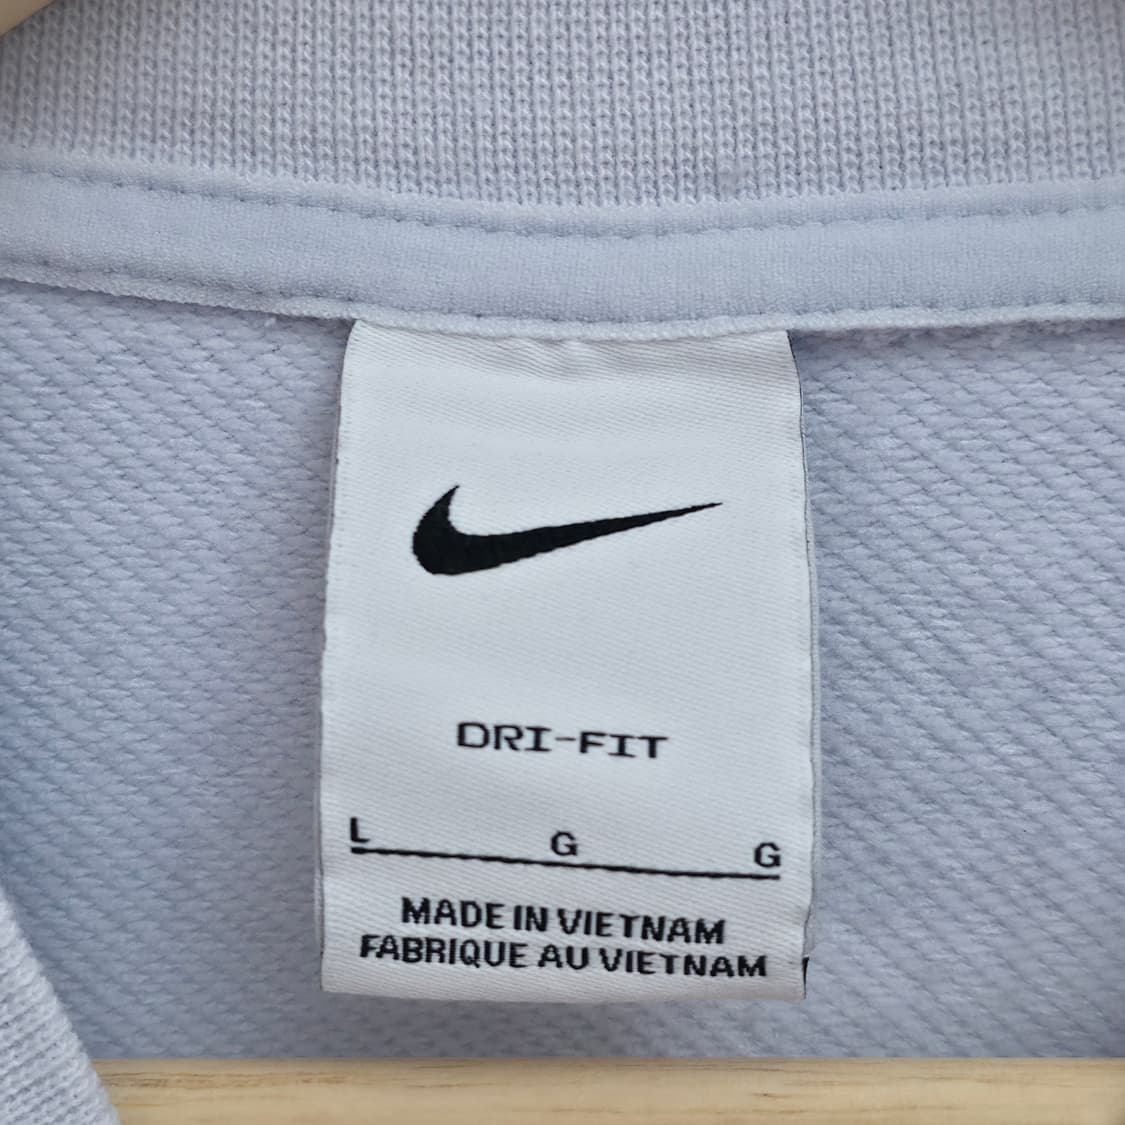 DRI-FIT
L G G
MADE IN VIETNAM
FABRIQUE AU VIETNAM